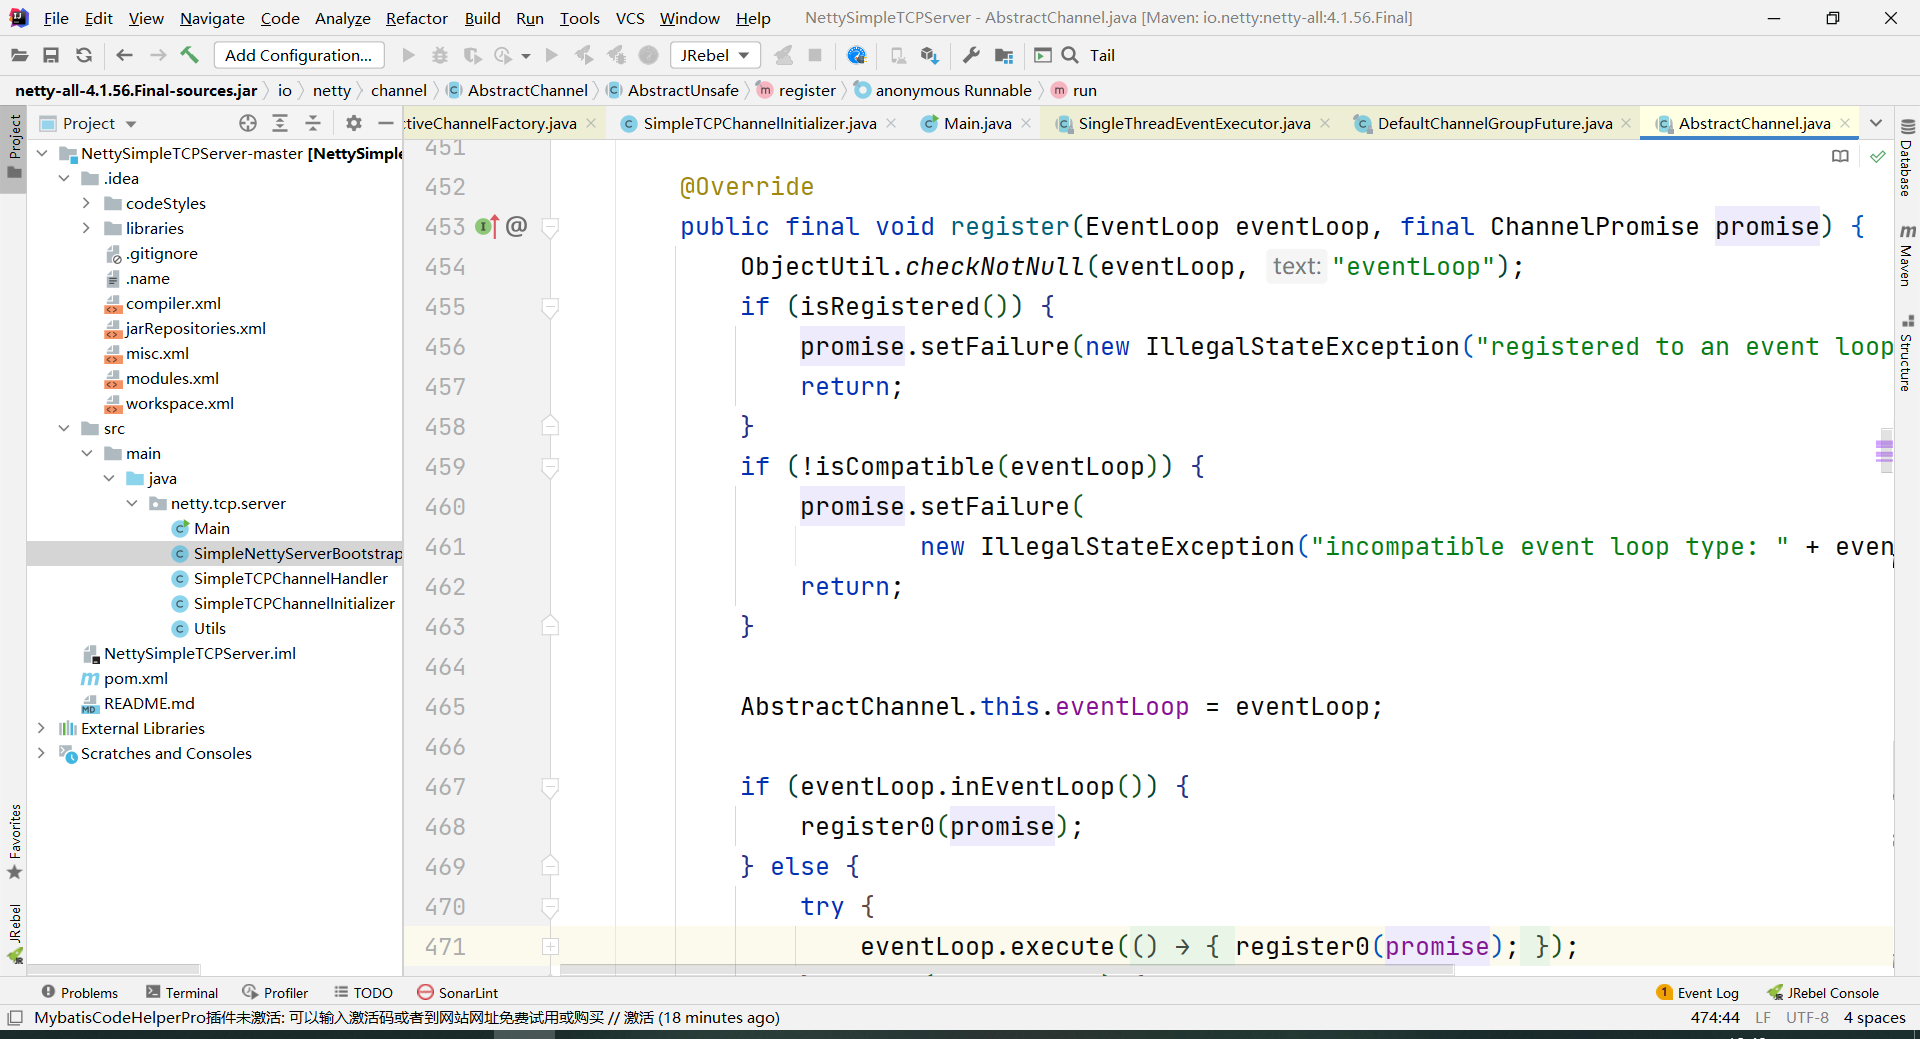 File Edit View Navigate Code Analyze Refactor Build Run Tools VCS Window Help NettySimpleTCPServer - AbstractChannel.java [Maven: io.netty:netty-all:4.1.56.Final]
Add Configuration... JRebel Tail
netty-all-4.1.56.Final-sources.jar io netty channel AbstractChannel AbstractUnsafe register anonymous Runnable run
Project
ctiveChannelFactory.java SimpleTCPChannelInitializer.java Main.java SingleThreadEventExecutor.java DefaultChannelGroupFuture.java AbstractChannel.java
Project
Favorites
JRebel
NettySimpleTCPServer-master [NettySimple
.idea
codeStyles
libraries
.gitignore
.name
compiler.xml
jarRepositories.xml
misc.xml
modules.xml
workspace.xml
src
main
java
netty.tcp.server
Main
SimpleNettyServerBootstrap
SimpleTCPChannelHandler
SimpleTCPChannelInitializer
Utils
NettySimpleTCPServer.iml
pom.xml
README.md
External Libraries
Scratches and Consoles
451
452 @Override
453 @ public final void register(EventLoop eventLoop, final ChannelPromise promise) {
454 ObjectUtil.checkNotNull(eventLoop, text: "eventLoop");
455 if (isRegistered()) {
456 promise.setFailure(new IllegalStateException("registered to an event loop
457 return;
458 }
459 if (!isCompatible(eventLoop)) {
460 promise.setFailure(
461 new IllegalStateException("incompatible event loop type: " + even
462 return;
463 }
464
465 AbstractChannel.this.eventLoop = eventLoop;
466
467 if (eventLoop.inEventLoop()) {
468 register0(promise);
469 } else {
470 try {
471 eventLoop.execute(() → { register0(promise); });
Database
Maven
Structure
Problems Terminal Profiler TODO SonarLint 1 Event Log JRebel Console
MybatisCodeHelperPro插件未激活: 可以输入激活码或者到网站网址免费试用或购买 // 激活 (18 minutes ago) 474:44 LF UTF-8 4 spaces